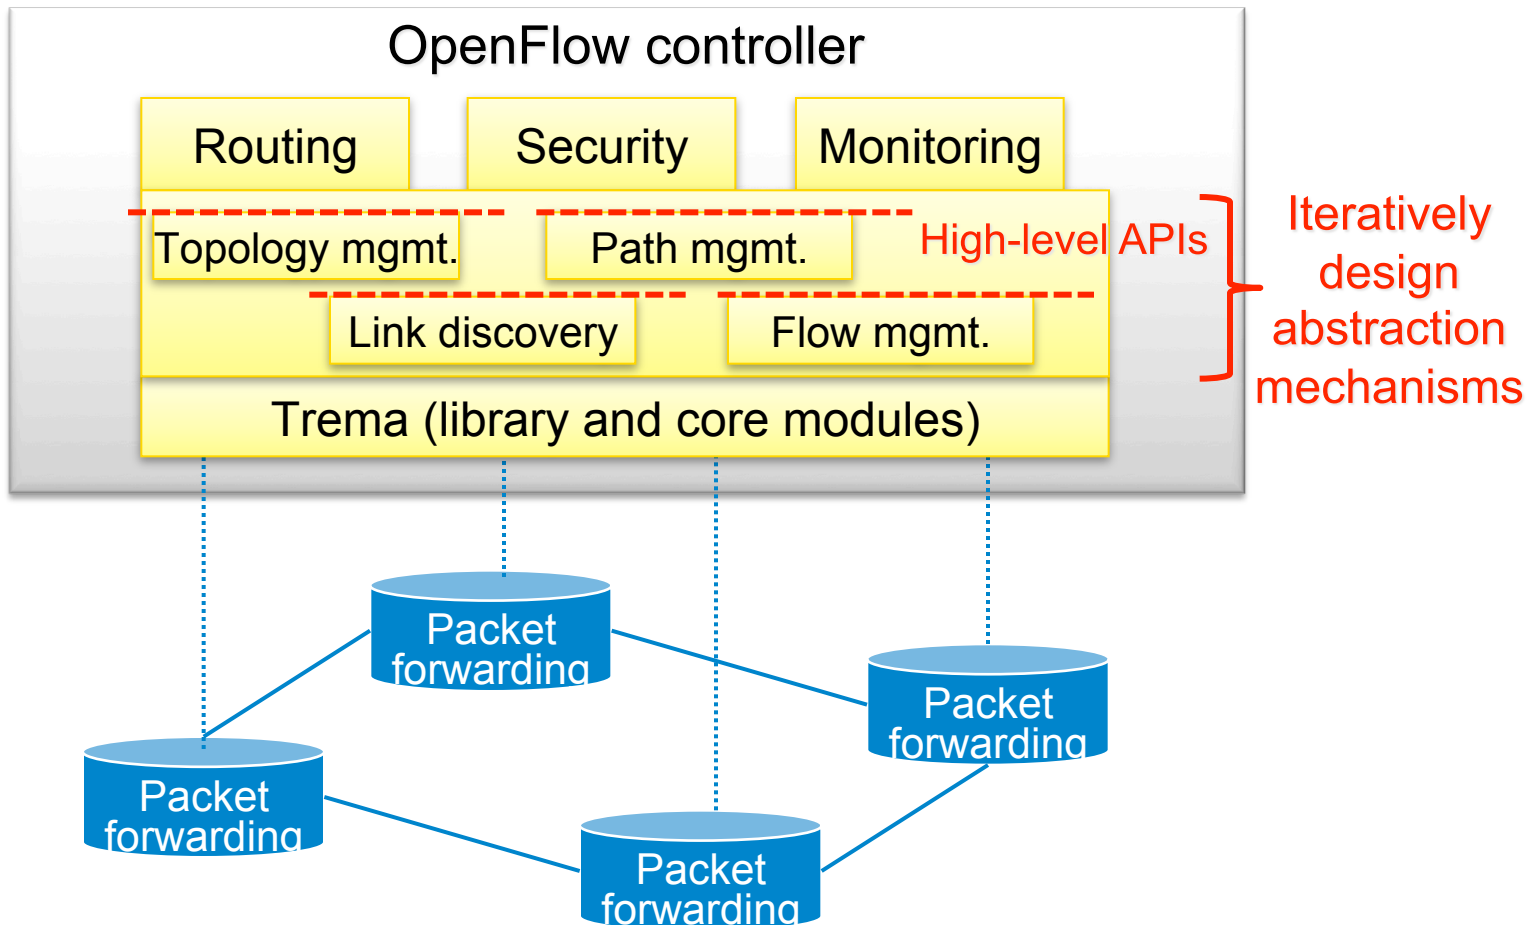 OpenFlow controller
Routing
Security
Monitoring
Topology mgmt.
Path mgmt.
High-level APIs
Link discovery
Flow mgmt.
Trema (library and core modules)
Iteratively
design
abstraction
mechanisms
Packet
forwarding
Packet
forwarding
Packet
forwarding
Packet
forwarding